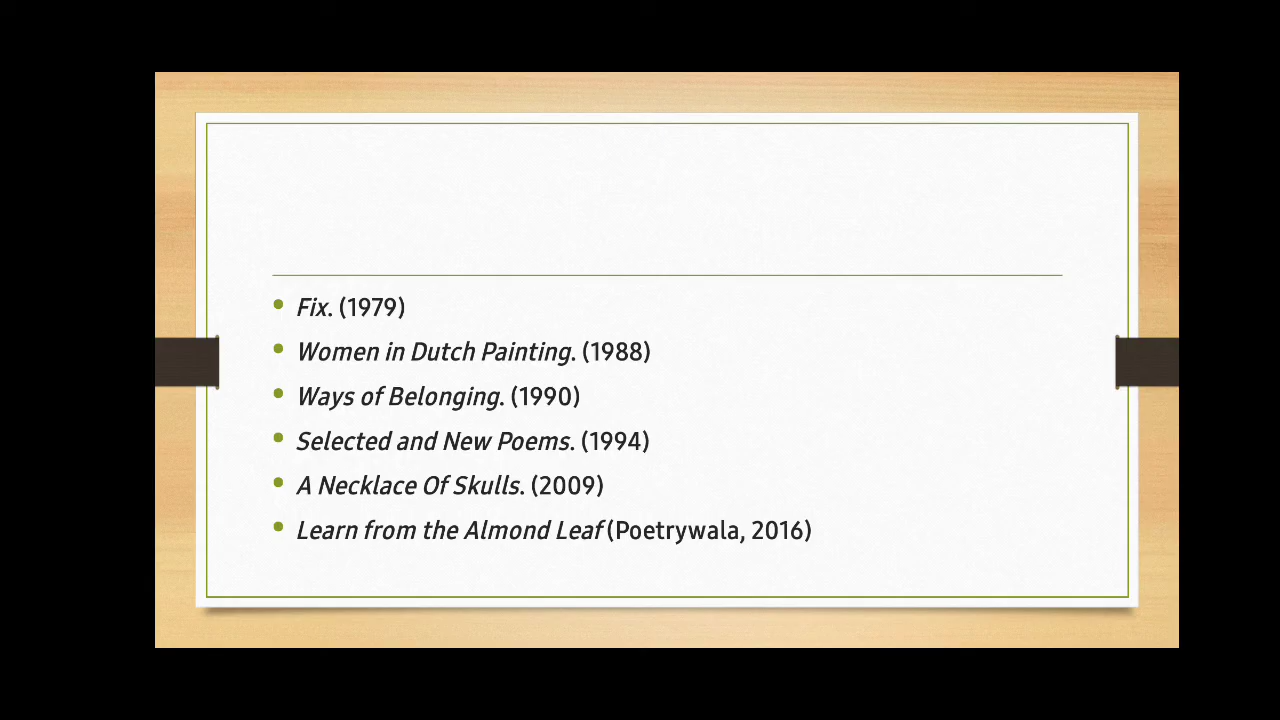 Fix. (1979)
Women in Dutch Painting. (1988)
Ways of Belonging. (1990)
Selected and New Poems. (1994)
A Necklace Of Skulls. (2009)
Learn from the Almond Leaf (Poetrywala, 2016)